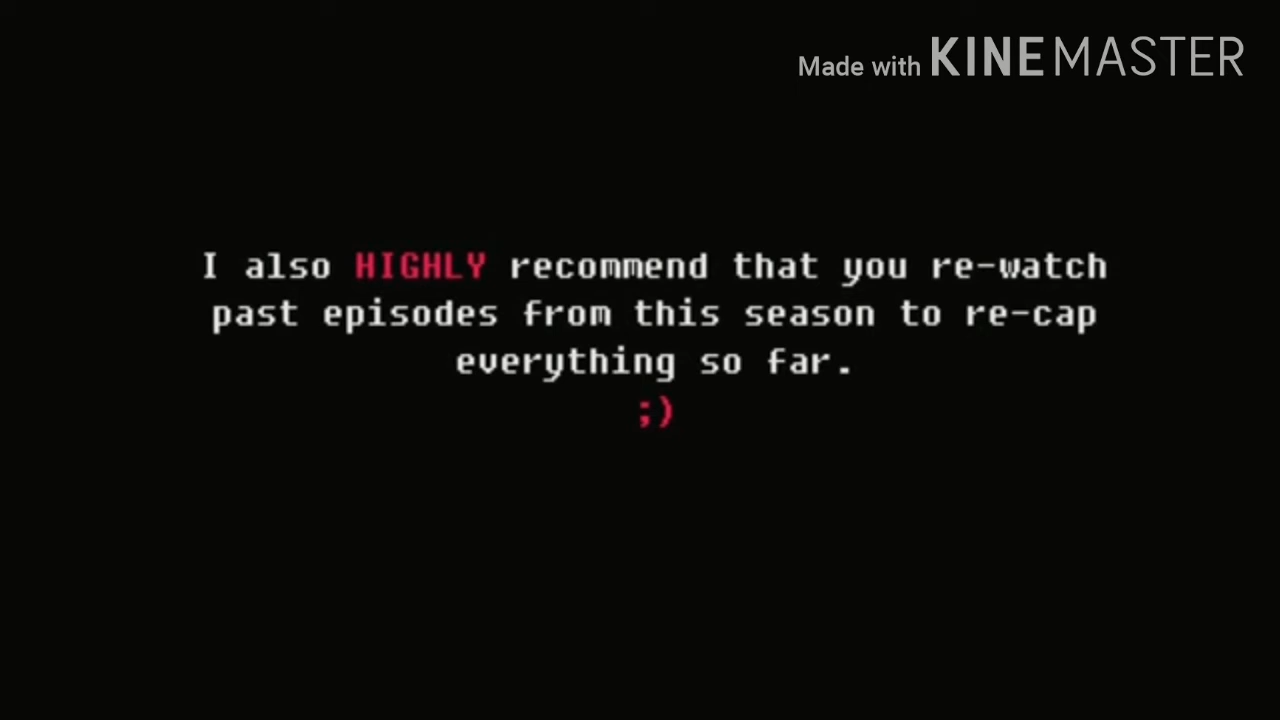 Made with KINEMASTER
I also HIGHLY recommend that you re-watch
past episodes from this season to re-cap
everything so far.
;)